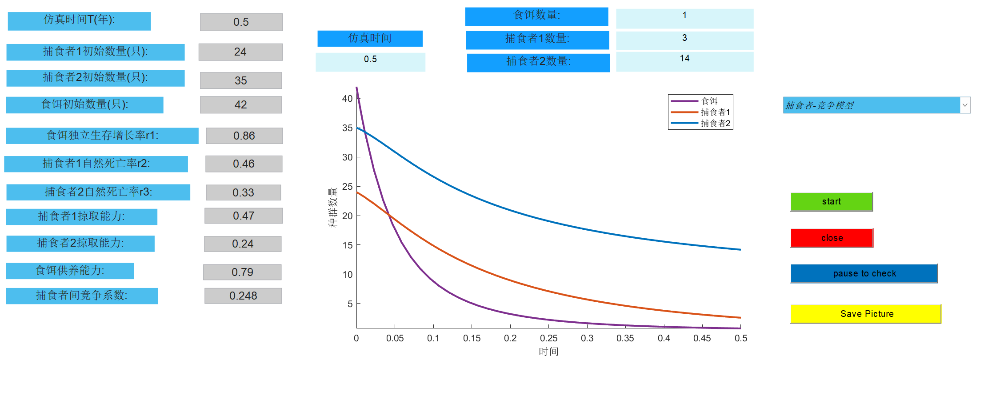 仿真时间T(年):
0.5
捕食者1初始数量(只):
24
捕食者2初始数量(只):
35
食饵初始数量(只):
42
食饵独立生存增长率r1:
0.86
捕食者1自然死亡率r2:
0.46
捕食者2自然死亡率r3:
0.33
捕食者1掠取能力:
0.47
捕食者2掠取能力:
0.24
食饵供养能力:
0.79
捕食者间竞争系数:
0.248
仿真时间
0.5
食饵数量:
1
捕食者1数量:
3
捕食者2数量:
14
种群数量
40
35
30
25
20
15
10
5
0
0.05
0.1
0.15
0.2
0.25
0.3
0.35
0.4
0.45
0.5
时间
食饵
捕食者1
捕食者2
捕食者-竞争模型
start
close
pause to check
Save Picture